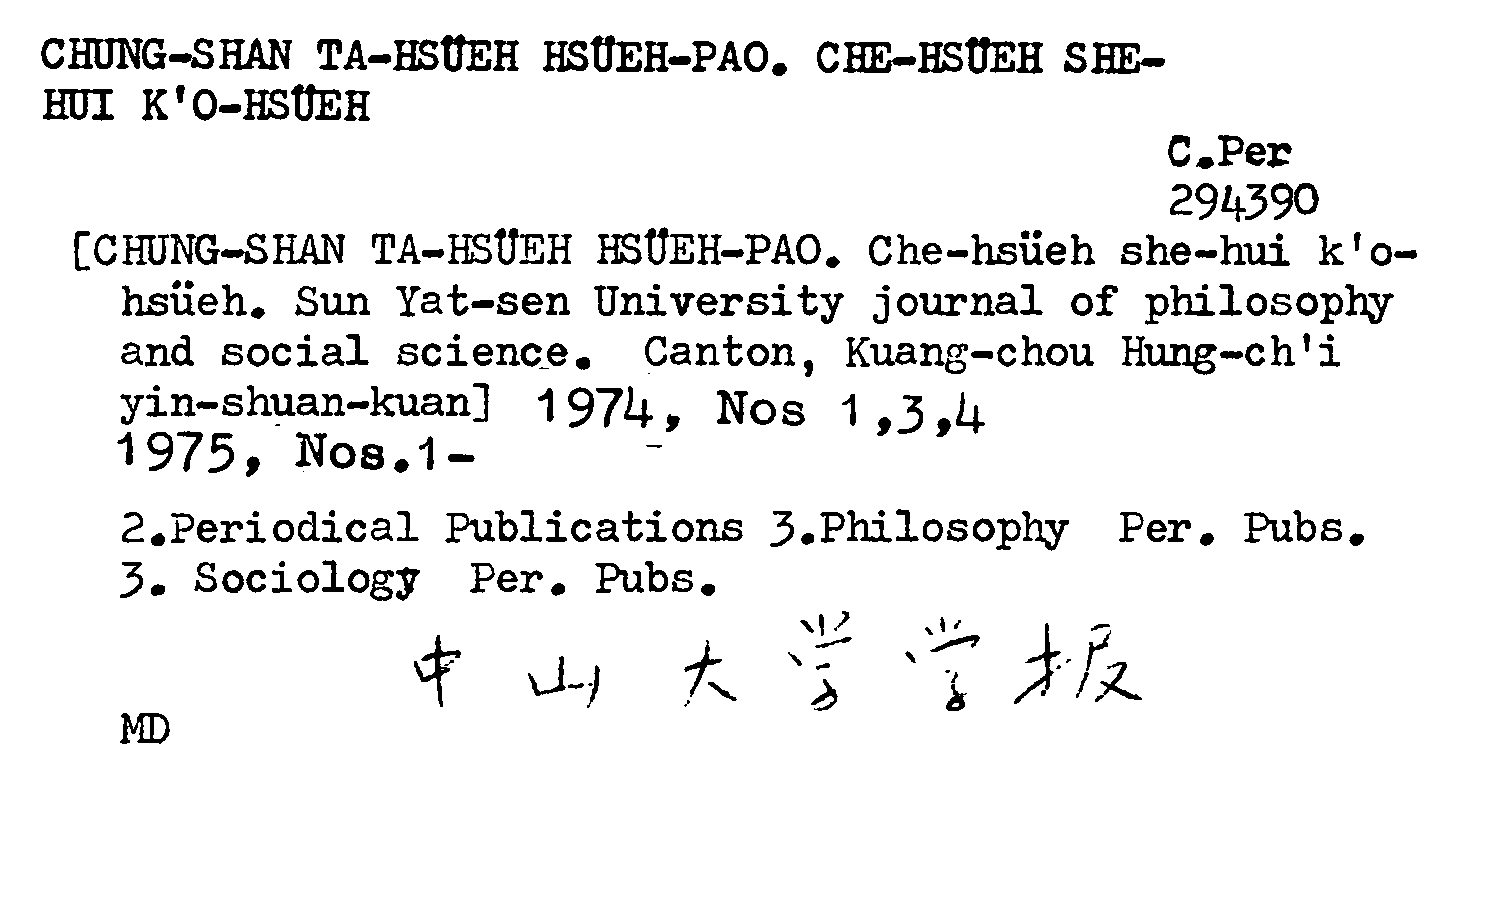 CHUNG-SHAN TA-HSÜEH HSÜEH-PAO. CHE-HSÜEH SHE-
HUI K'O-HSÜEH
C.Per
294390
[CHUNG-SHAN TA-HSÜEH HSÜEH-PAO. Che-hsüeh she-hui k'o-
hsüeh. Sun Yat-sen University journal of philosophy
and social science. Canton, Kuang-chou Hung-ch'i
yin-shuan-kuan] 1974, Nos 1,3,4
1975, Nos.1-
2.Periodical Publications 3.Philosophy Per. Pubs.
3. Sociology Per. Pubs.
中山大学学报
MD